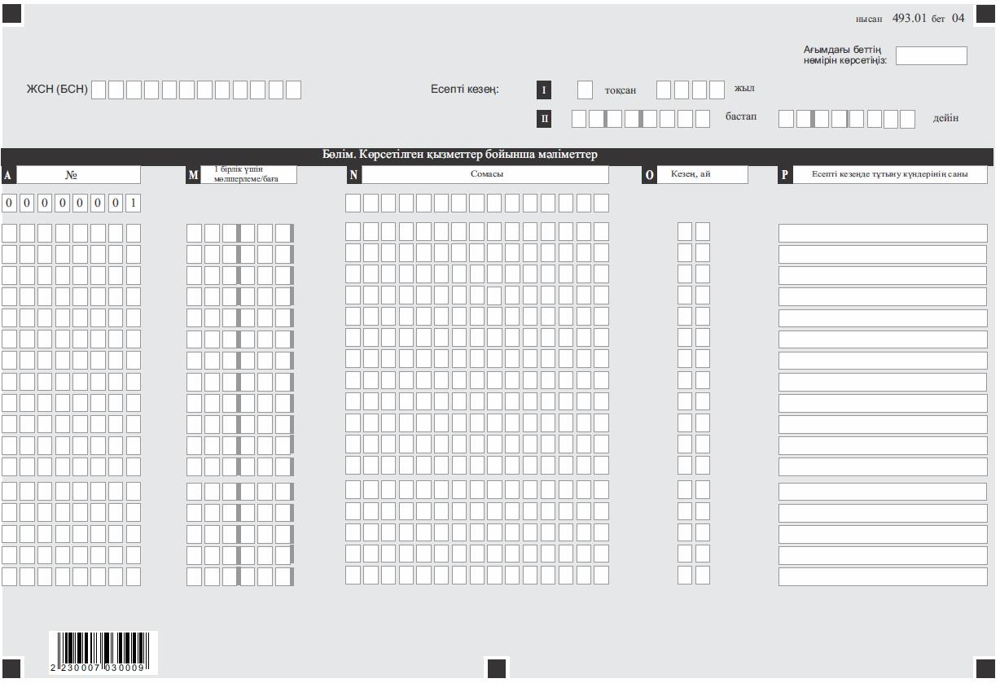 нысан 493.01 бет 04
Ағымдағы беттің
нөмірін көрсетіңіз:
ЖСН (БСН)
Есепті кезең: I тоқсан жыл
II бастап дейін
Бөлім. Көрсетілген қызметтер бойынша мәліметтер
A №
M 1 бірлік үшін
мөлшерлеме/баға
N Сомасы
O Кезең, ай
P Есепті кезеңде тұтыну күндерінің саны
0 0 0 0 0 0 0 1
2 230007 030009